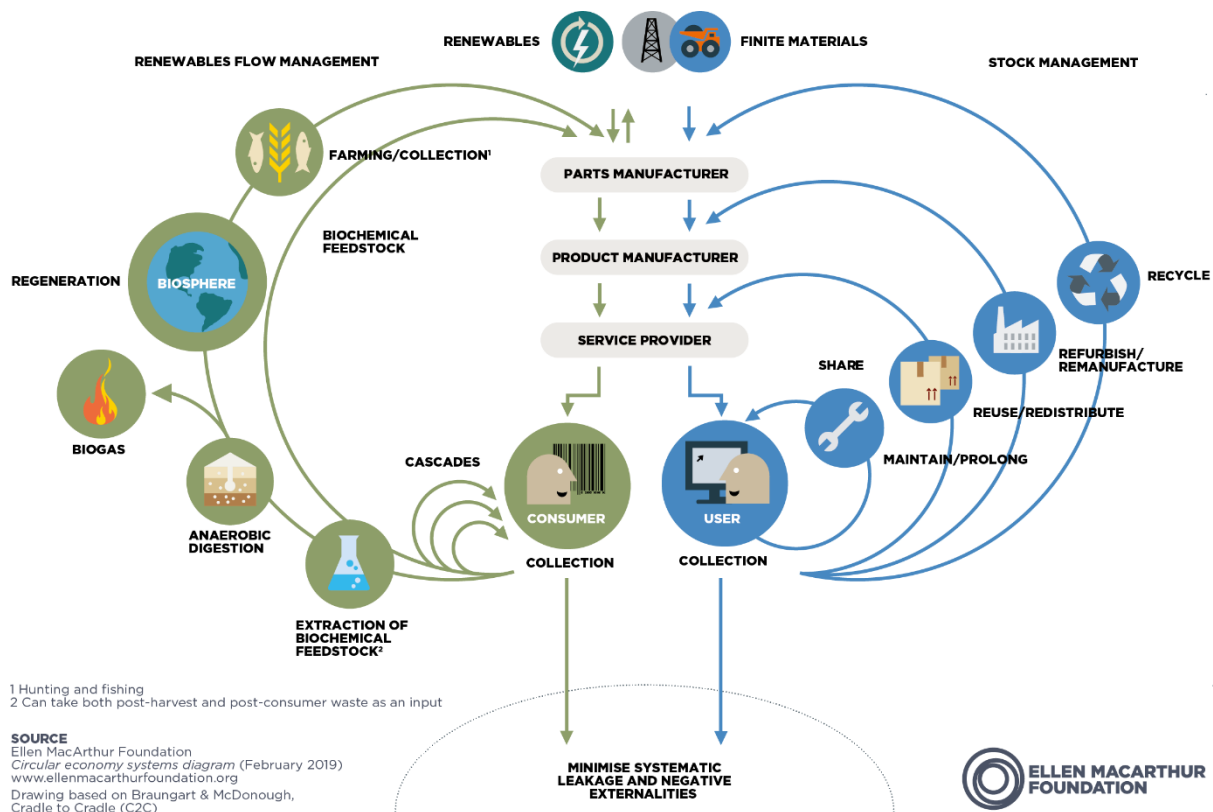 RENEWABLES
FINITE MATERIALS
RENEWABLES FLOW MANAGEMENT
STOCK MANAGEMENT
FARMING/COLLECTION¹
PARTS MANUFACTURER
BIOCHEMICAL
FEEDSTOCK
PRODUCT MANUFACTURER
REGENERATION
BIOSPHERE
RECYCLE
SERVICE PROVIDER
SHARE
REFURBISH/
REMANUFACTURE
REUSE/REDISTRIBUTE
BIOGAS
CASCADES
MAINTAIN/PROLONG
CONSUMER
USER
ANAEROBIC
DIGESTION
COLLECTION
COLLECTION
EXTRACTION OF
BIOCHEMICAL
FEEDSTOCK²
1 Hunting and fishing
2 Can take both post-harvest and post-consumer waste as an input
SOURCE
Ellen MacArthur Foundation
Circular economy systems diagram (February 2019)
www.ellenmacarthurfoundation.org
Drawing based on Braungart & McDonough,
Cradle to Cradle (C2C)
MINIMISE SYSTEMATIC
LEAKAGE AND NEGATIVE
EXTERNALITIES
ELLEN MACARTHUR
FOUNDATION